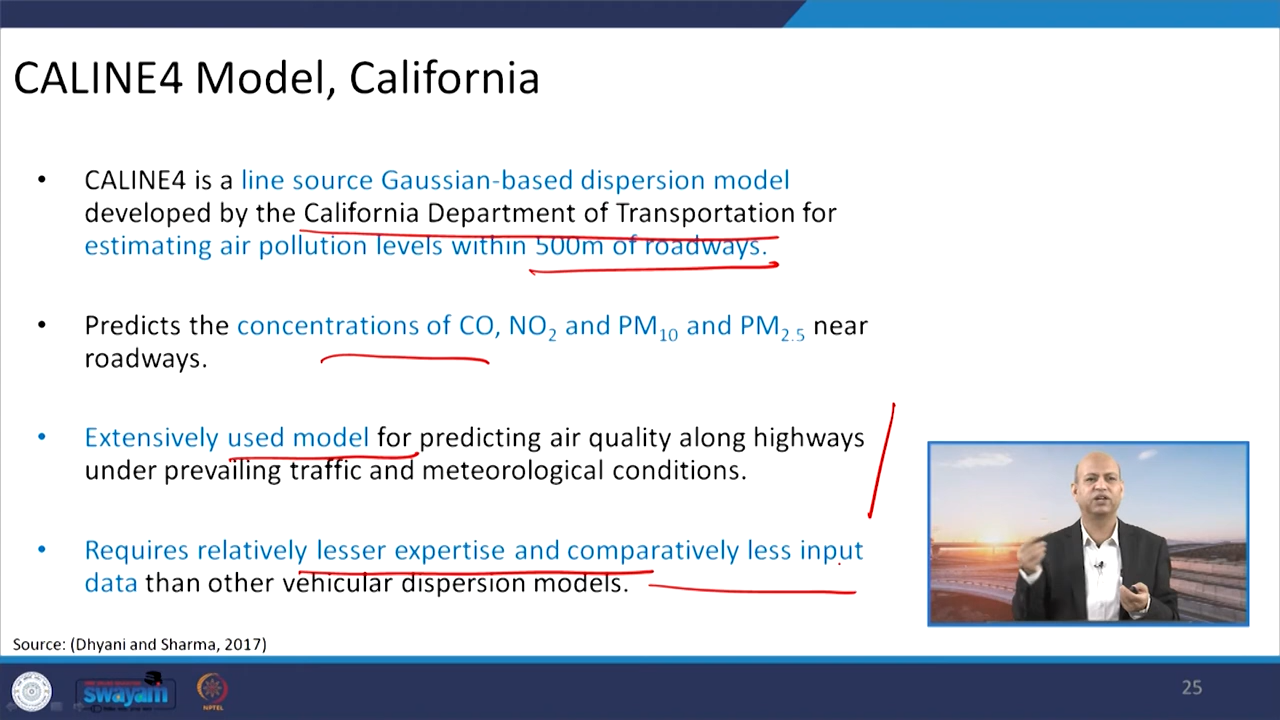 CALINE4 Model, California
• CALINE4 is a line source Gaussian-based dispersion model
developed by the California Department of Transportation for
estimating air pollution levels within 500m of roadways.
• Predicts the concentrations of CO, NO₂ and PM₁₀ and PM₂.₅ near
roadways.
• Extensively used model for predicting air quality along highways
under prevailing traffic and meteorological conditions.
• Requires relatively lesser expertise and comparatively less input
data than other vehicular dispersion models.
Source: (Dhyani and Sharma, 2017)
swayam
NPTEL
25